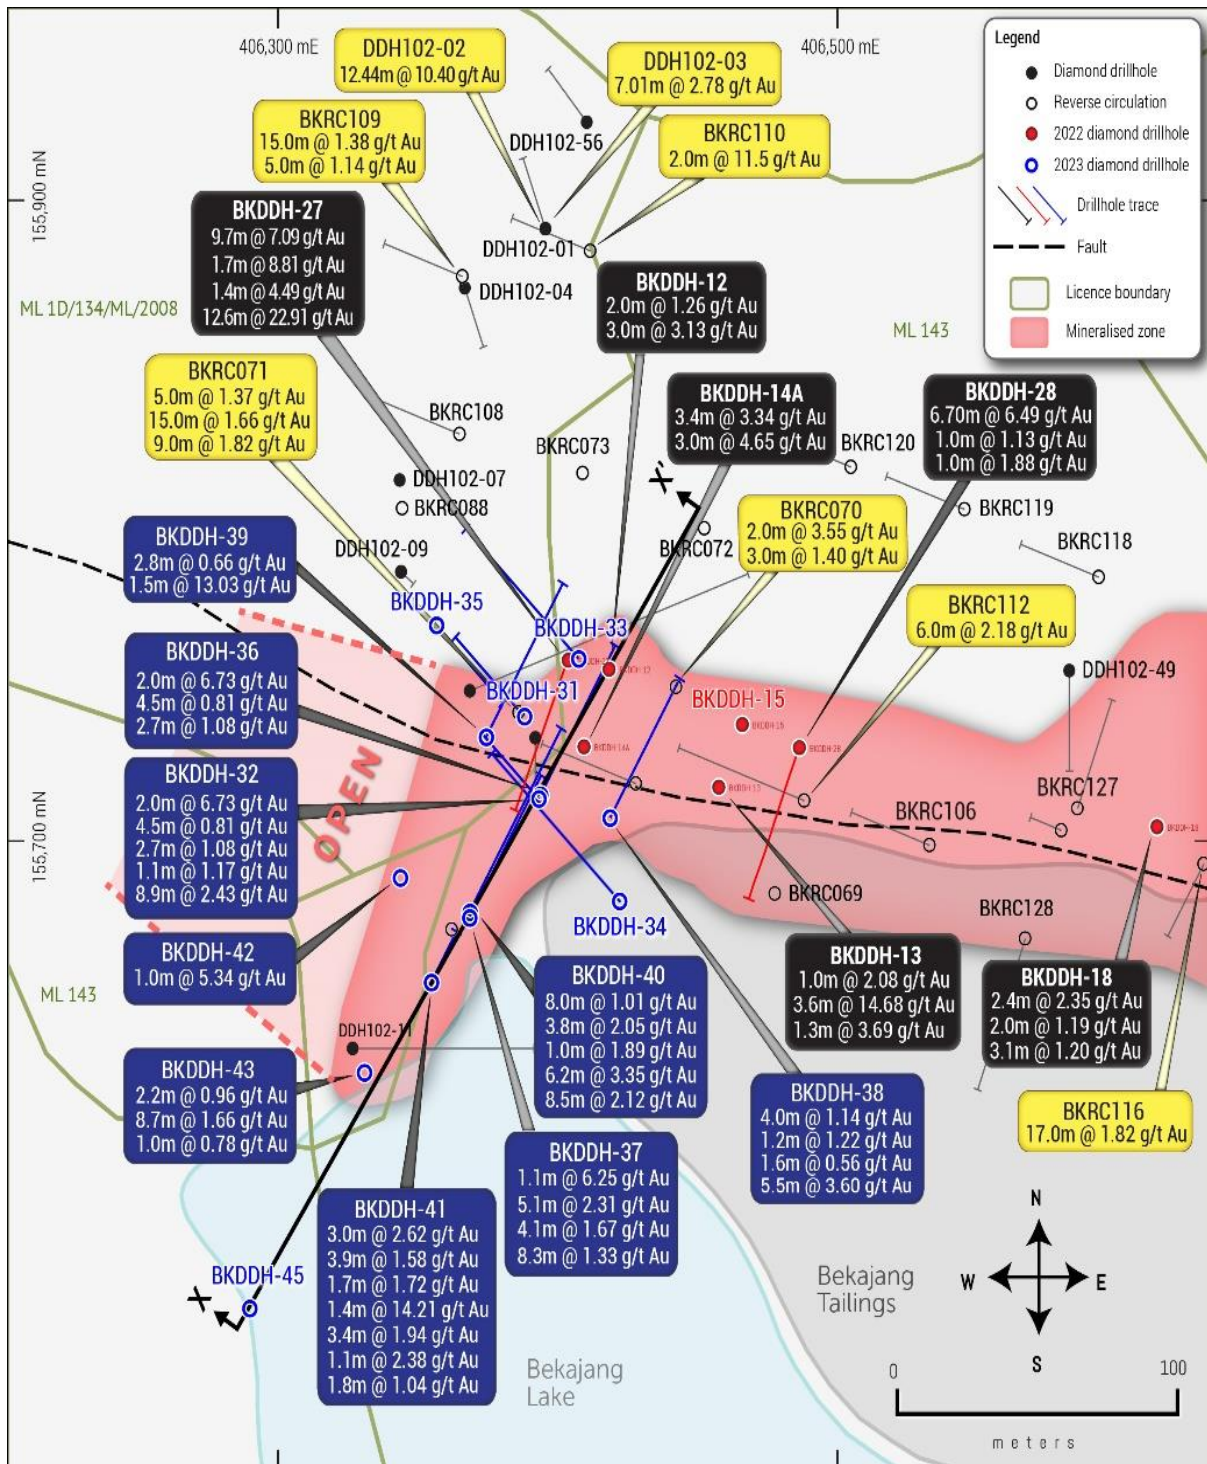 406,300 mE
406,500 mE
155,900 mN
155,700 mN
Legend
Diamond drillhole
Reverse circulation
2022 diamond drillhole
2023 diamond drillhole
Drillhole trace
Fault
Licence boundary
Mineralised zone
DDH102-02
12.44m @ 10.40 g/t Au
DDH102-03
7.01m @ 2.78 g/t Au
BKRC109
15.0m @ 1.38 g/t Au
5.0m @ 1.14 g/t Au
BKRC110
2.0m @ 11.5 g/t Au
DDH102-56
DDH102-01
DDH102-04
BKDDH-27
9.7m @ 7.09 g/t Au
1.7m @ 8.81 g/t Au
1.4m @ 4.49 g/t Au
12.6m @ 22.91 g/t Au
BKDDH-12
2.0m @ 1.26 g/t Au
3.0m @ 3.13 g/t Au
ML 1D/134/ML/2008
ML 143
BKRC071
5.0m @ 1.37 g/t Au
15.0m @ 1.66 g/t Au
9.0m @ 1.82 g/t Au
BKDDH-14A
3.4m @ 3.34 g/t Au
3.0m @ 4.65 g/t Au
BKDDH-28
6.70m @ 6.49 g/t Au
1.0m @ 1.13 g/t Au
1.0m @ 1.88 g/t Au
BKRC108
BKRC073
BKRC120
DDH102-07
BKRC088
X'
BKRC119
BKRC070
2.0m @ 3.55 g/t Au
3.0m @ 1.40 g/t Au
BKRC072
BKRC118
BKDDH-39
2.8m @ 0.66 g/t Au
1.5m @ 13.03 g/t Au
DDH102-09
BKDDH-35
BKDDH-33
BKRC112
6.0m @ 2.18 g/t Au
BKDDH-36
2.0m @ 6.73 g/t Au
4.5m @ 0.81 g/t Au
2.7m @ 1.08 g/t Au
BKDDH-12
DDH102-49
BKDDH-31
BKDDH-15
BKDDH-14A
BKDDH-28
BKDDH-32
2.0m @ 6.73 g/t Au
4.5m @ 0.81 g/t Au
2.7m @ 1.08 g/t Au
1.1m @ 1.17 g/t Au
8.9m @ 2.43 g/t Au
OPEN
BKDDH-13
BKRC127
BKRC106
BKDDH-18
BKRC069
BKRC128
BKDDH-34
BKDDH-42
1.0m @ 5.34 g/t Au
ML 143
BKDDH-40
8.0m @ 1.01 g/t Au
3.8m @ 2.05 g/t Au
1.0m @ 1.89 g/t Au
6.2m @ 3.35 g/t Au
8.5m @ 2.12 g/t Au
BKDDH-13
1.0m @ 2.08 g/t Au
3.6m @ 14.68 g/t Au
1.3m @ 3.69 g/t Au
BKDDH-18
2.4m @ 2.35 g/t Au
2.0m @ 1.19 g/t Au
3.1m @ 1.20 g/t Au
DDH102-11
BKDDH-43
2.2m @ 0.96 g/t Au
8.7m @ 1.66 g/t Au
1.0m @ 0.78 g/t Au
BKDDH-38
4.0m @ 1.14 g/t Au
1.2m @ 1.22 g/t Au
1.6m @ 0.56 g/t Au
5.5m @ 3.60 g/t Au
BKRC116
17.0m @ 1.82 g/t Au
BKDDH-37
1.1m @ 6.25 g/t Au
5.1m @ 2.31 g/t Au
4.1m @ 1.67 g/t Au
8.3m @ 1.33 g/t Au
BKDDH-41
3.0m @ 2.62 g/t Au
3.9m @ 1.58 g/t Au
1.7m @ 1.72 g/t Au
1.4m @ 14.21 g/t Au
3.4m @ 1.94 g/t Au
1.1m @ 2.38 g/t Au
1.8m @ 1.04 g/t Au
BKDDH-45
X
Bekajang
Tailings
Bekajang
Lake
N
W
E
S
0
100
meters